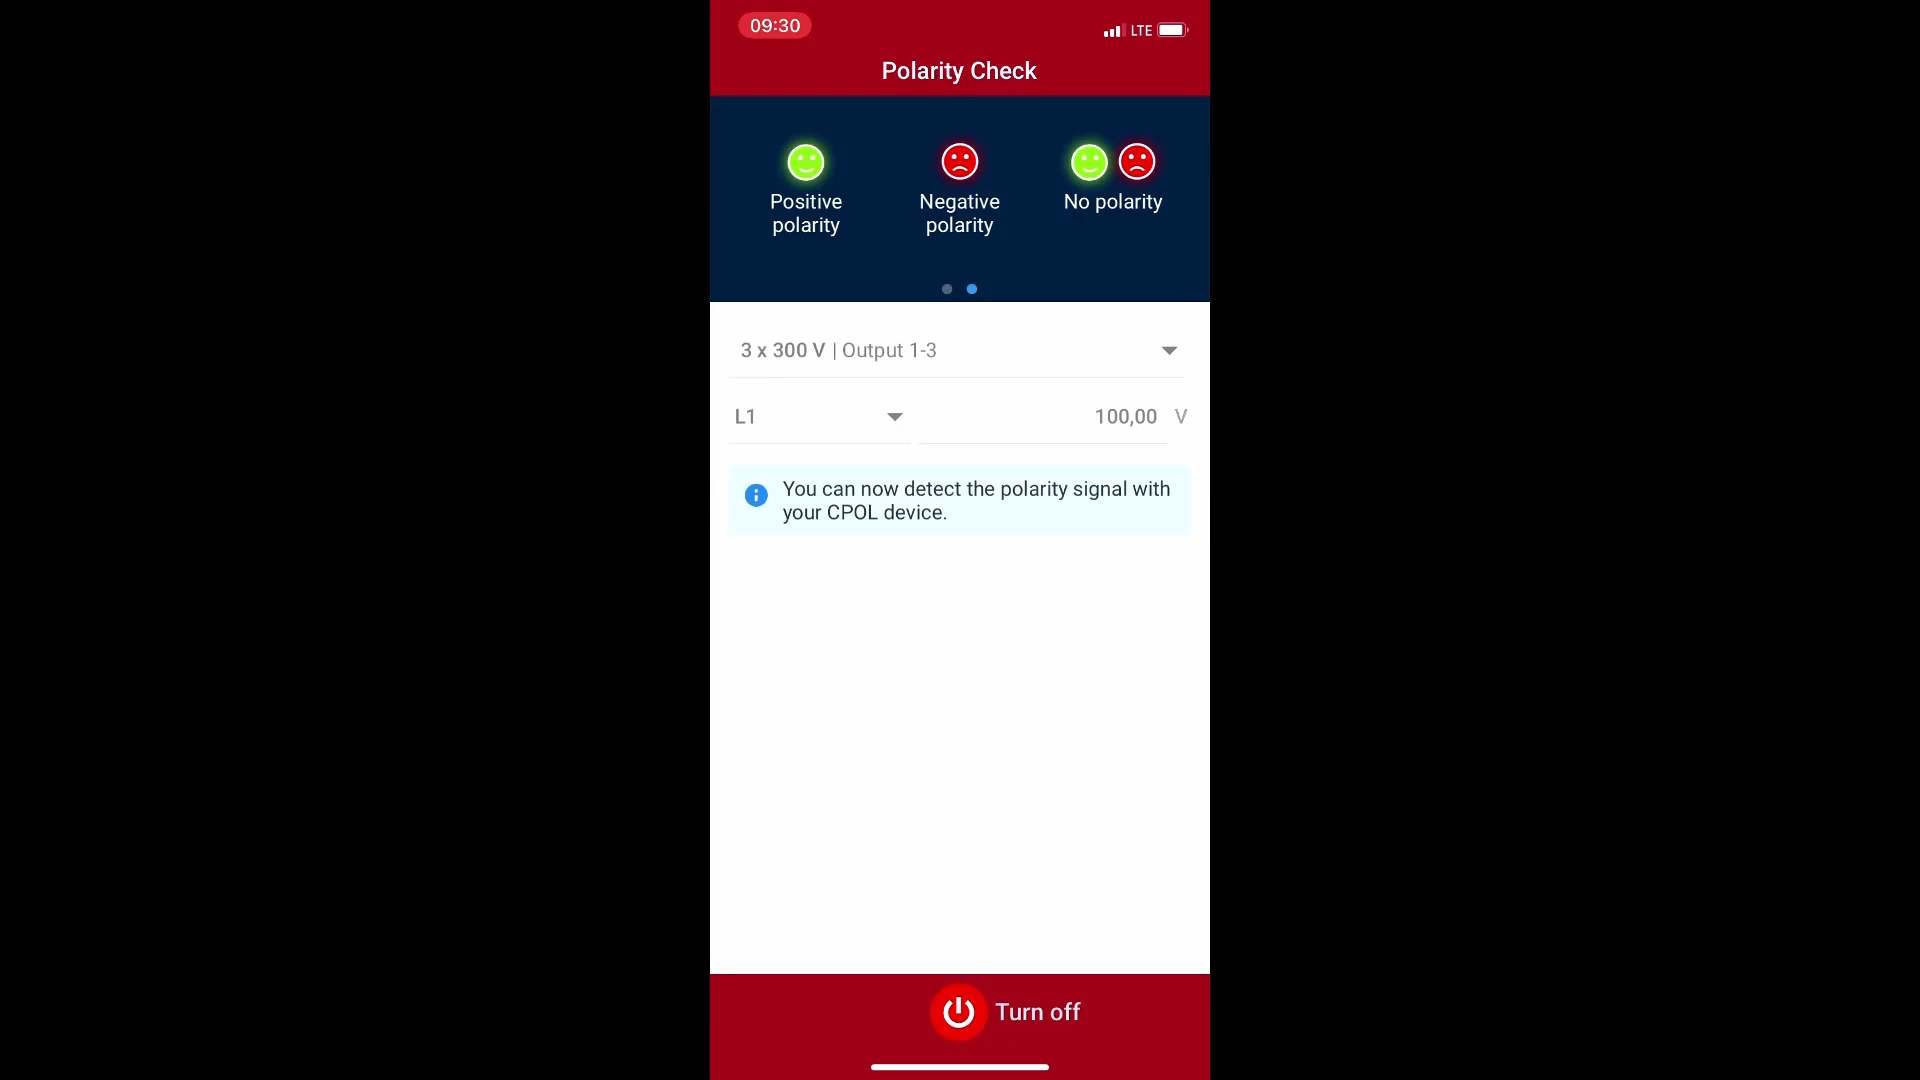 09:30
LTE
Polarity Check
Positive polarity
Negative polarity
No polarity
3 x 300 V | Output 1-3
L1
100,00 V
You can now detect the polarity signal with
your CPOL device.
Turn off